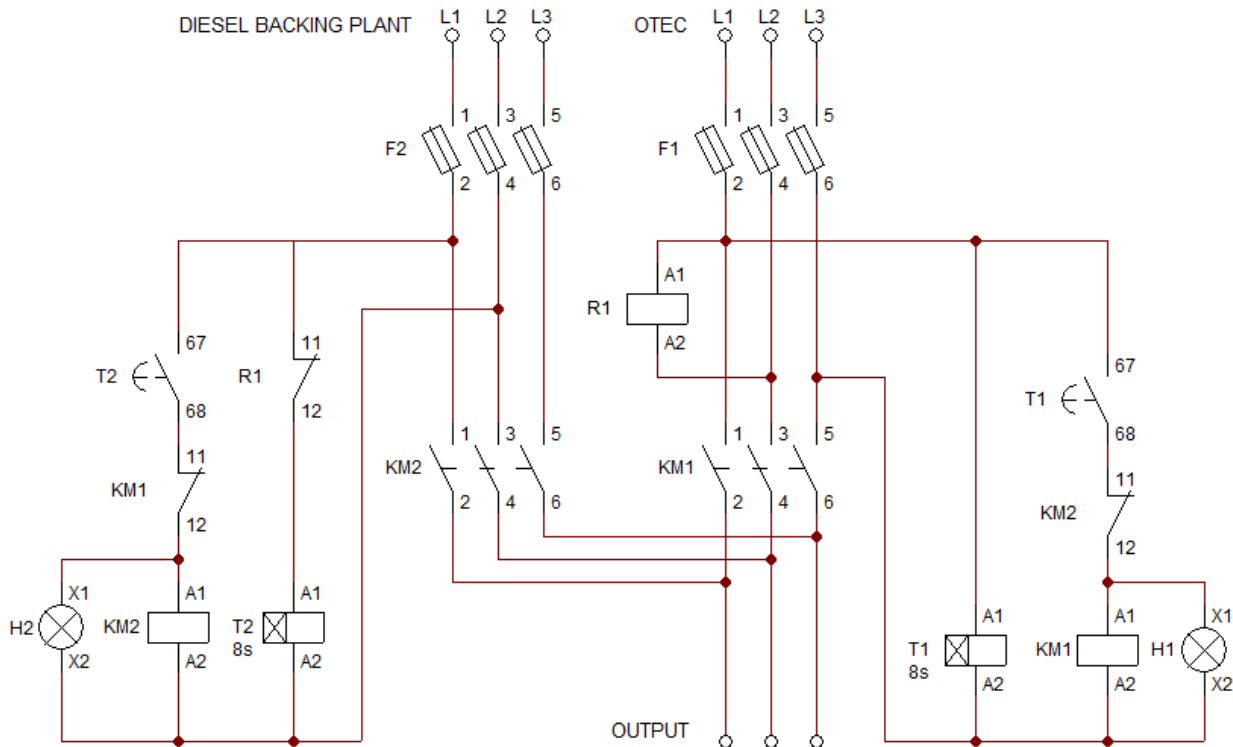 L1 L2 L3 L1 L2 L3
DIESEL BACKING PLANT OTEC
1 3 5 1 3 5
F2 F1
2 4 6 2 4 6
A1
R1
A2
67 11 67
T2 R1 T1
68 12 68
1 3 5 1 3 5
11 KM2 KM1 11
KM1 2 4 6 2 4 6 KM2
12 12
X1 A1 A1 A1 A1 X1
H2 KM2 T2 T1 KM1 H1
8s 8s
X2 A2 A2 A2 A2 X2
OUTPUT